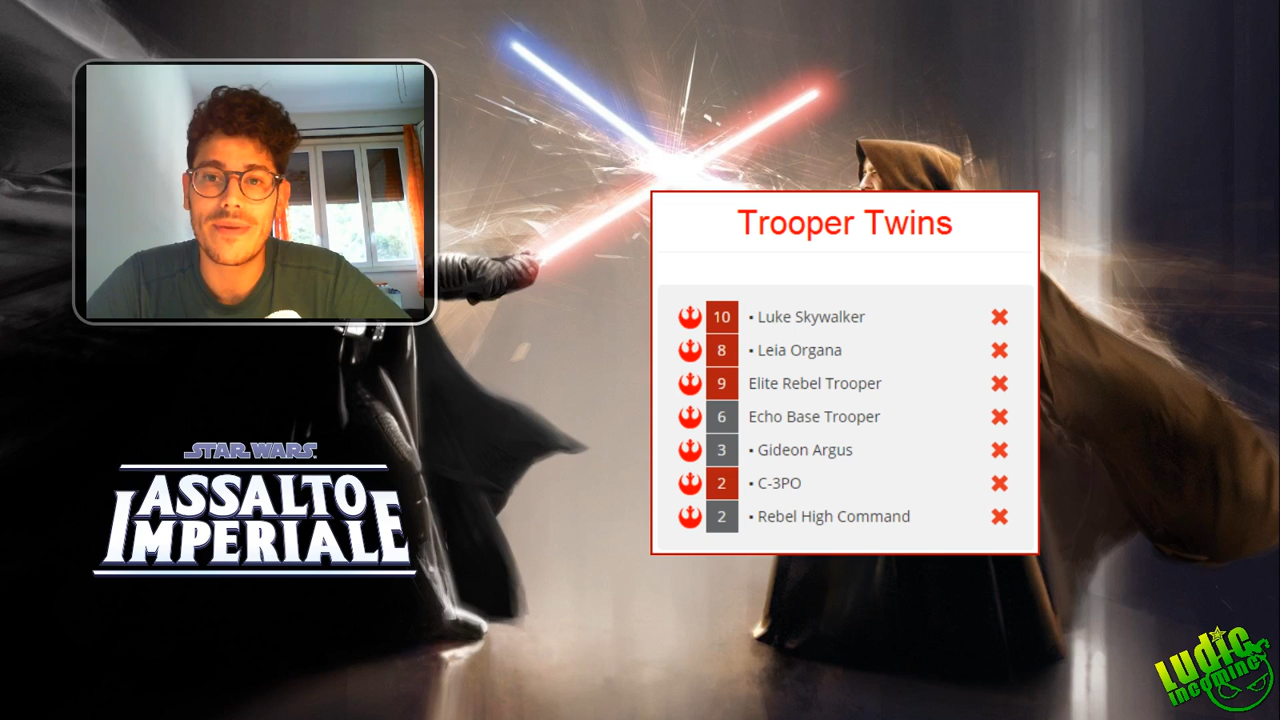 Trooper Twins
10 • Luke Skywalker
8 • Leia Organa
9 Elite Rebel Trooper
6 Echo Base Trooper
3 • Gideon Argus
2 • C-3PO
2 • Rebel High Command
STAR WARS
ASSALTO
IMPERIALE
LUDIC
Incoming